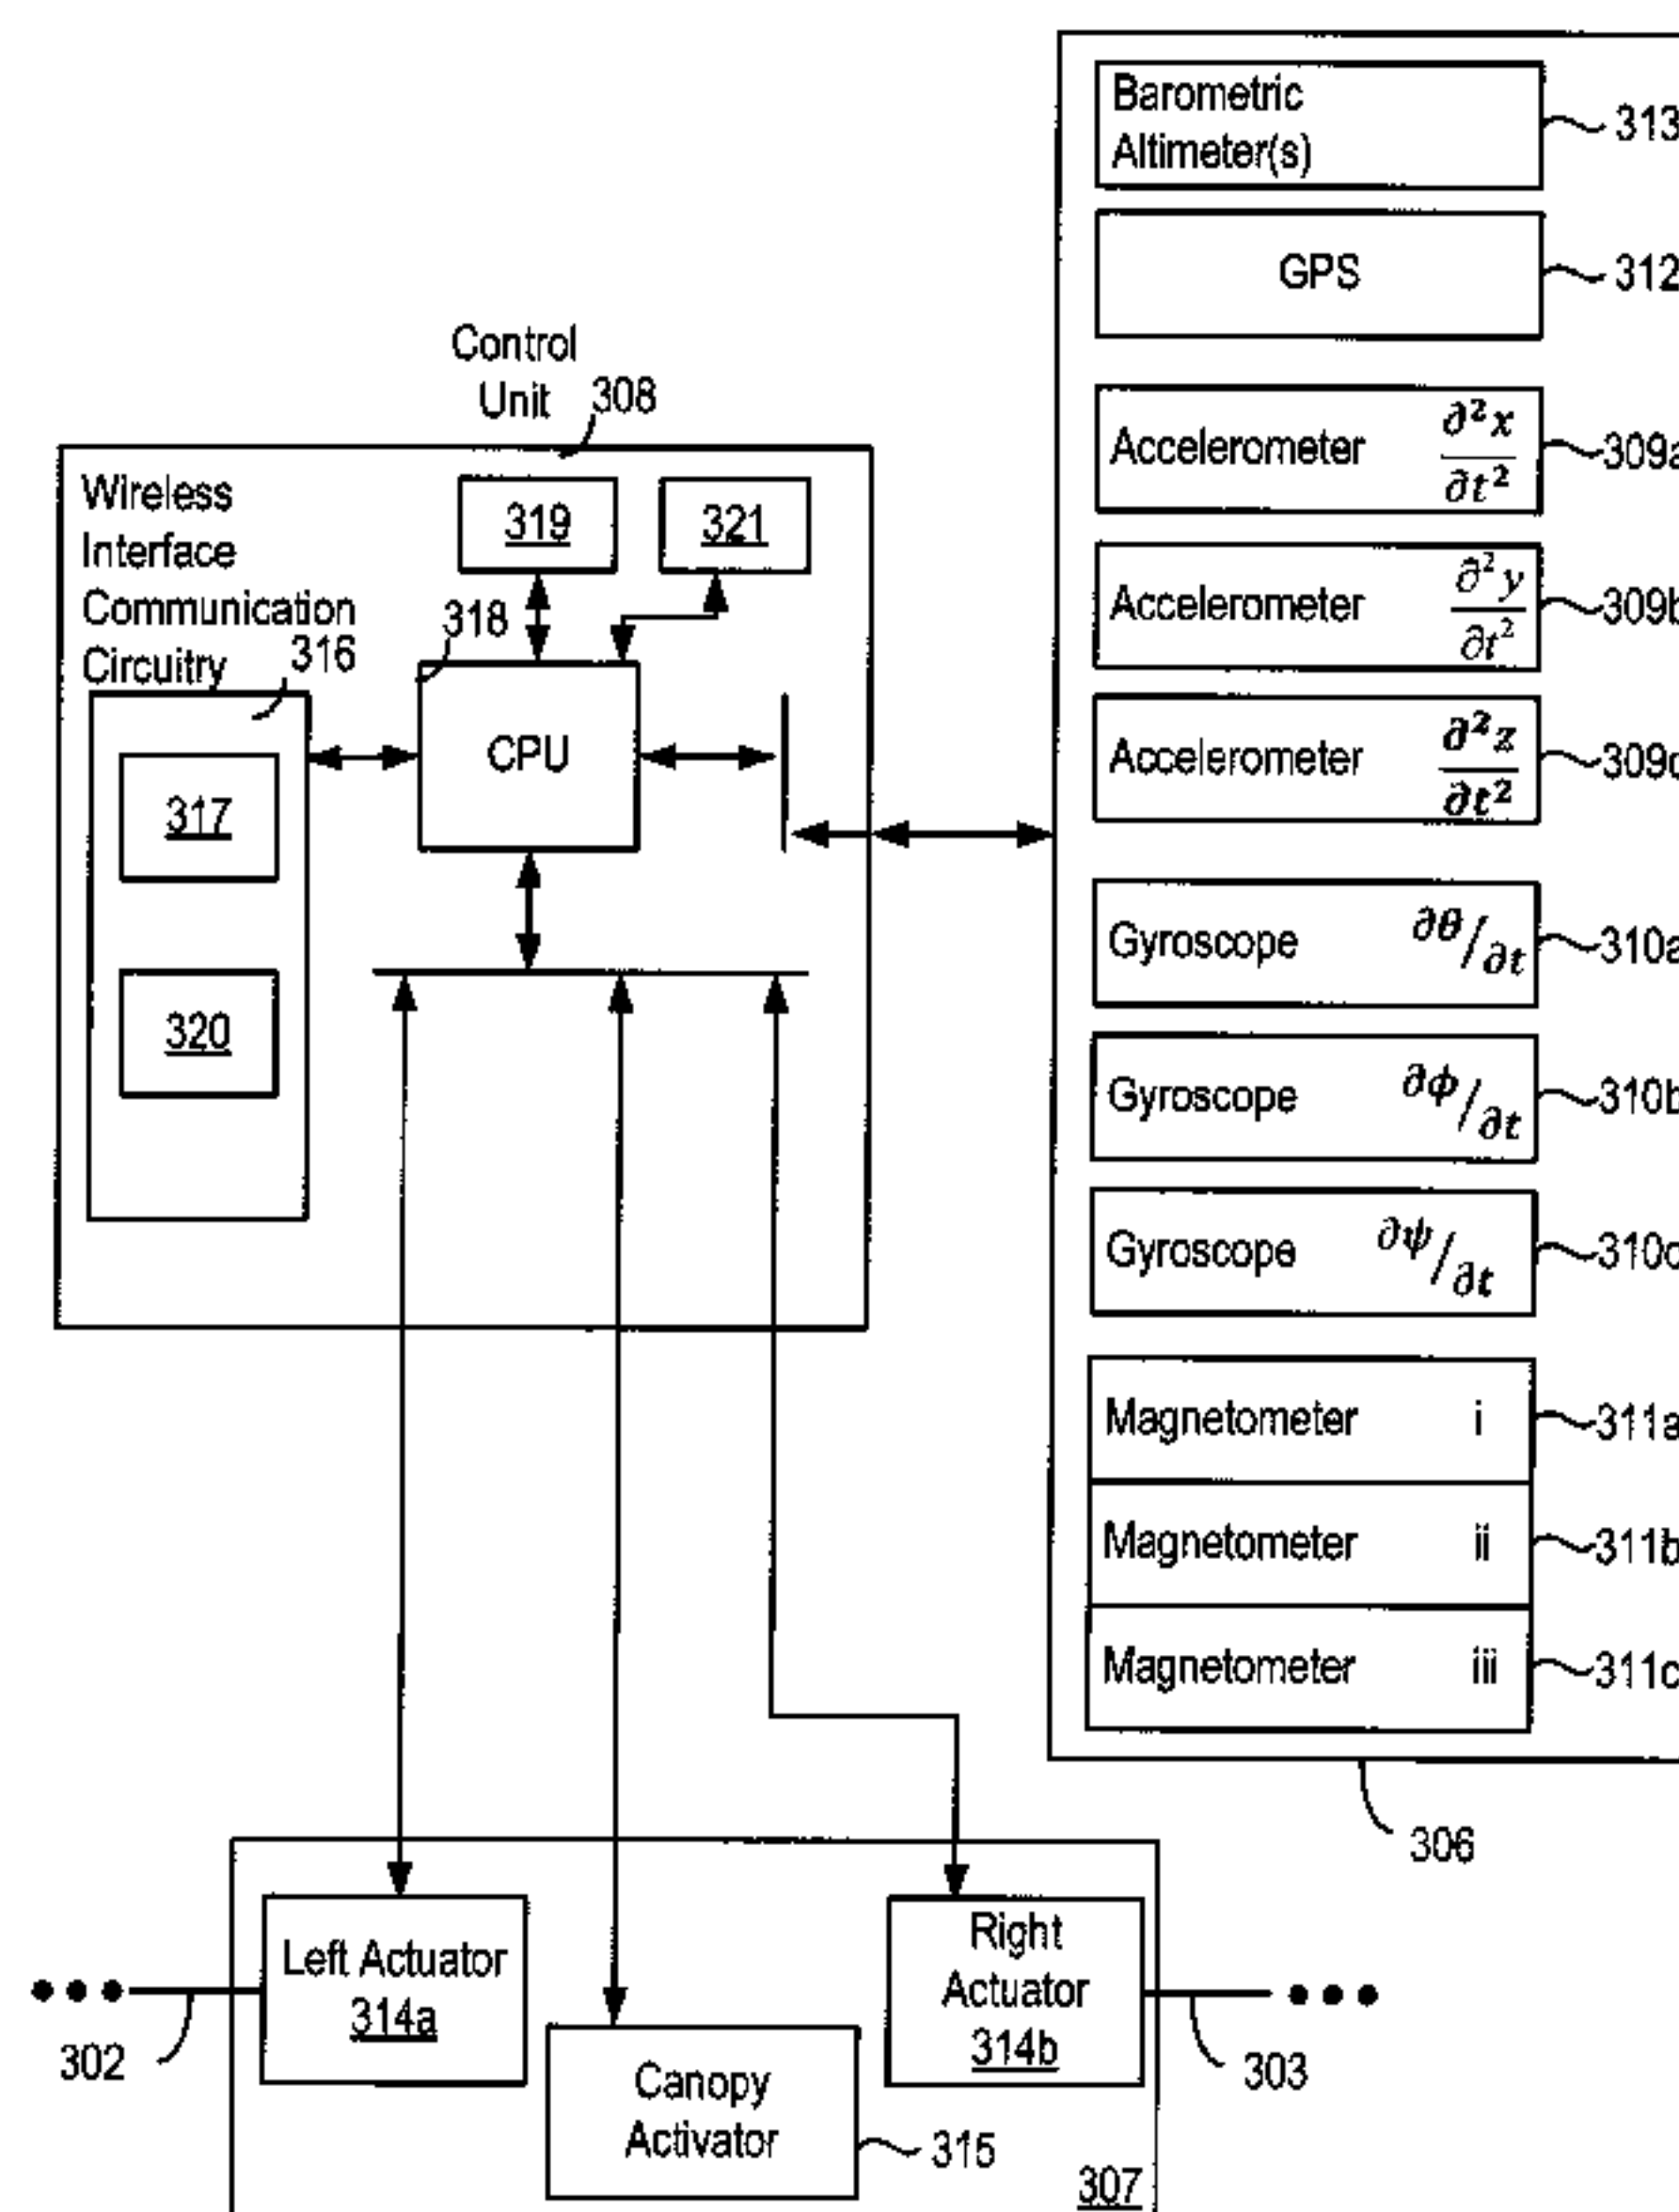 Barometric
Altimeter(s)
313
GPS
312
Control
Unit
308
Accelerometer ∂²x/∂t²
309a
Wireless
Interface
Communication
Circuitry
316
319
321
318
Accelerometer ∂²y/∂t²
309b
CPU
317
Accelerometer ∂²z/∂t²
309c
320
Gyroscope ∂θ/∂t
310a
Gyroscope ∂ϕ/∂t
310b
Gyroscope ∂ψ/∂t
310c
Magnetometer i
311a
Magnetometer ii
311b
Magnetometer iii
311c
306
Left Actuator
314a
302
Canopy
Activator
315
Right
Actuator
314b
303
307